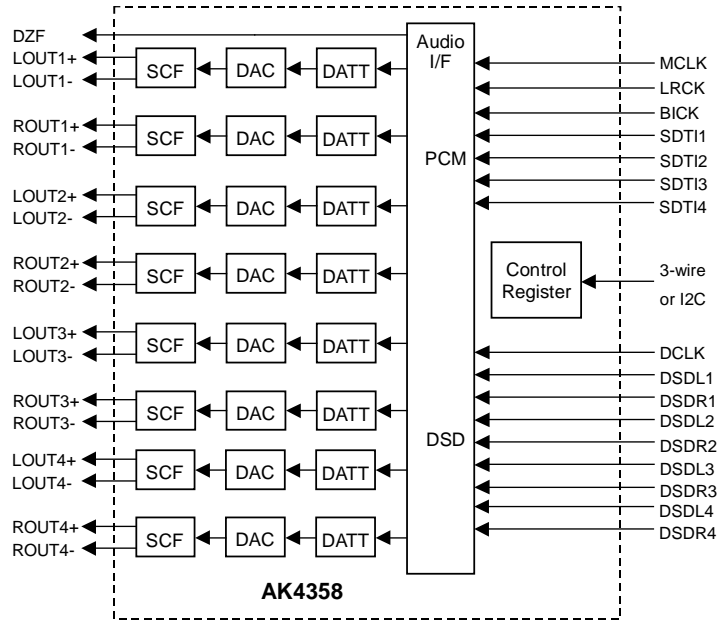 DZF
LOUT1+
LOUT1-
SCF
DAC
DATT
Audio
I/F
MCLK
LRCK
BICK
SDTI1
SDTI2
SDTI3
SDTI4
ROUT1+
ROUT1-
SCF
DAC
DATT
PCM
LOUT2+
LOUT2-
SCF
DAC
DATT
ROUT2+
ROUT2-
SCF
DAC
DATT
Control
Register
3-wire
or I2C
LOUT3+
LOUT3-
SCF
DAC
DATT
DCLK
DSDL1
DSDR1
DSDL2
DSDR2
DSDL3
DSDR3
DSDL4
DSDR4
ROUT3+
ROUT3-
SCF
DAC
DATT
DSD
LOUT4+
LOUT4-
SCF
DAC
DATT
ROUT4+
ROUT4-
SCF
DAC
DATT
AK4358